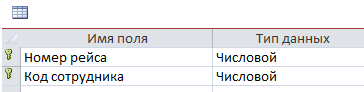 Имя поля Тип данных
Номер рейса Числовой
Код сотрудника Числовой